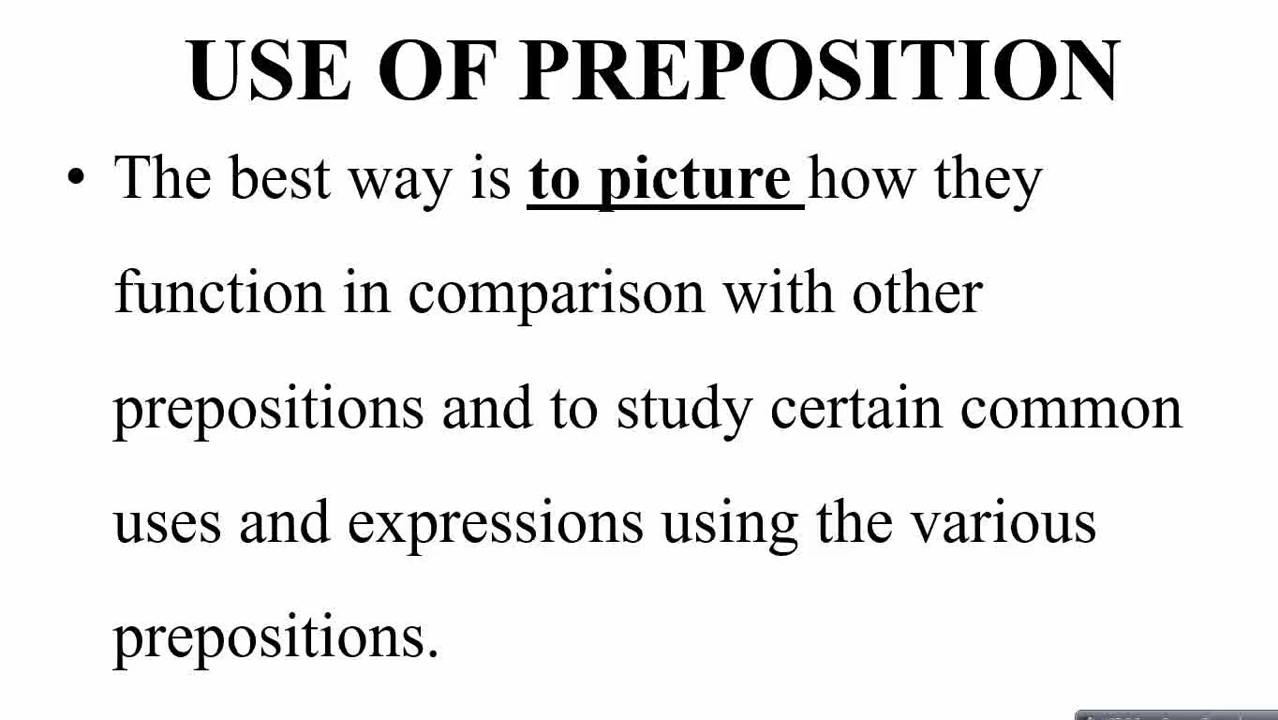 USE OF PREPOSITION
• The best way is to picture how they
function in comparison with other
prepositions and to study certain common
uses and expressions using the various
prepositions.